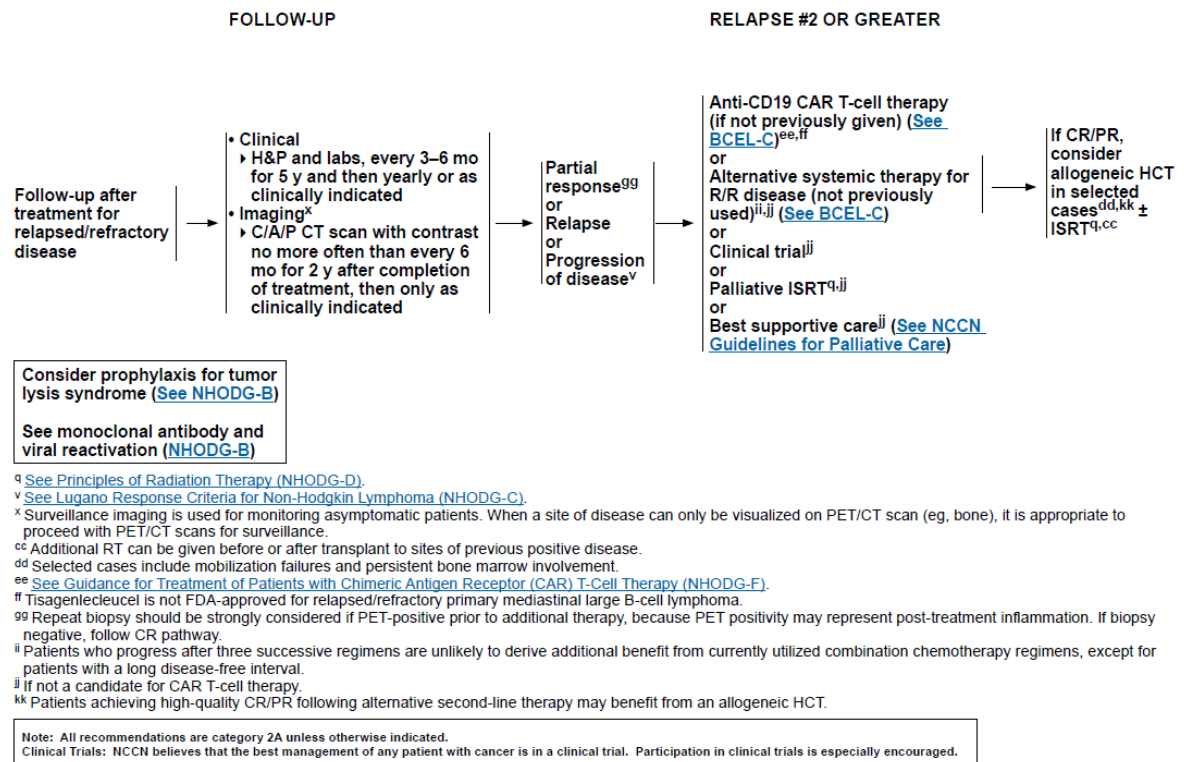 FOLLOW-UP
RELAPSE #2 OR GREATER
Follow-up after
treatment for
relapsed/refractory
disease
• Clinical
▸ H&P and labs, every 3–6 mo
for 5 y and then yearly or as
clinically indicated
• Imagingx
▸ C/A/P CT scan with contrast
no more often than every 6
mo for 2 y after completion
of treatment, then only as
clinically indicated
Partial
responsegg
or
Relapse
or
Progression
of diseasev
Anti-CD19 CAR T-cell therapy
(if not previously given) (See
BCEL-C)ee,ff
or
Alternative systemic therapy for
R/R disease (not previously
used)ii,jj (See BCEL-C)
or
Clinical trialjj
or
Palliative ISRTq,jj
or
Best supportive carejj (See NCCN
Guidelines for Palliative Care)
If CR/PR,
consider
allogeneic HCT
in selected
casesdd,kk ±
ISRTq,cc
Consider prophylaxis for tumor
lysis syndrome (See NHODG-B)
See monoclonal antibody and
viral reactivation (NHODG-B)
q See Principles of Radiation Therapy (NHODG-D).
v See Lugano Response Criteria for Non-Hodgkin Lymphoma (NHODG-C).
x Surveillance imaging is used for monitoring asymptomatic patients. When a site of disease can only be visualized on PET/CT scan (eg, bone), it is appropriate to
proceed with PET/CT scans for surveillance.
cc Additional RT can be given before or after transplant to sites of previous positive disease.
dd Selected cases include mobilization failures and persistent bone marrow involvement.
ee See Guidance for Treatment of Patients with Chimeric Antigen Receptor (CAR) T-Cell Therapy (NHODG-F).
ff Tisagenlecleucel is not FDA-approved for relapsed/refractory primary mediastinal large B-cell lymphoma.
gg Repeat biopsy should be strongly considered if PET-positive prior to additional therapy, because PET positivity may represent post-treatment inflammation. If biopsy
negative, follow CR pathway.
ii Patients who progress after three successive regimens are unlikely to derive additional benefit from currently utilized combination chemotherapy regimens, except for
patients with a long disease-free interval.
jj If not a candidate for CAR T-cell therapy.
kk Patients achieving high-quality CR/PR following alternative second-line therapy may benefit from an allogeneic HCT.
Note: All recommendations are category 2A unless otherwise indicated.
Clinical Trials: NCCN believes that the best management of any patient with cancer is in a clinical trial. Participation in clinical trials is especially encouraged.